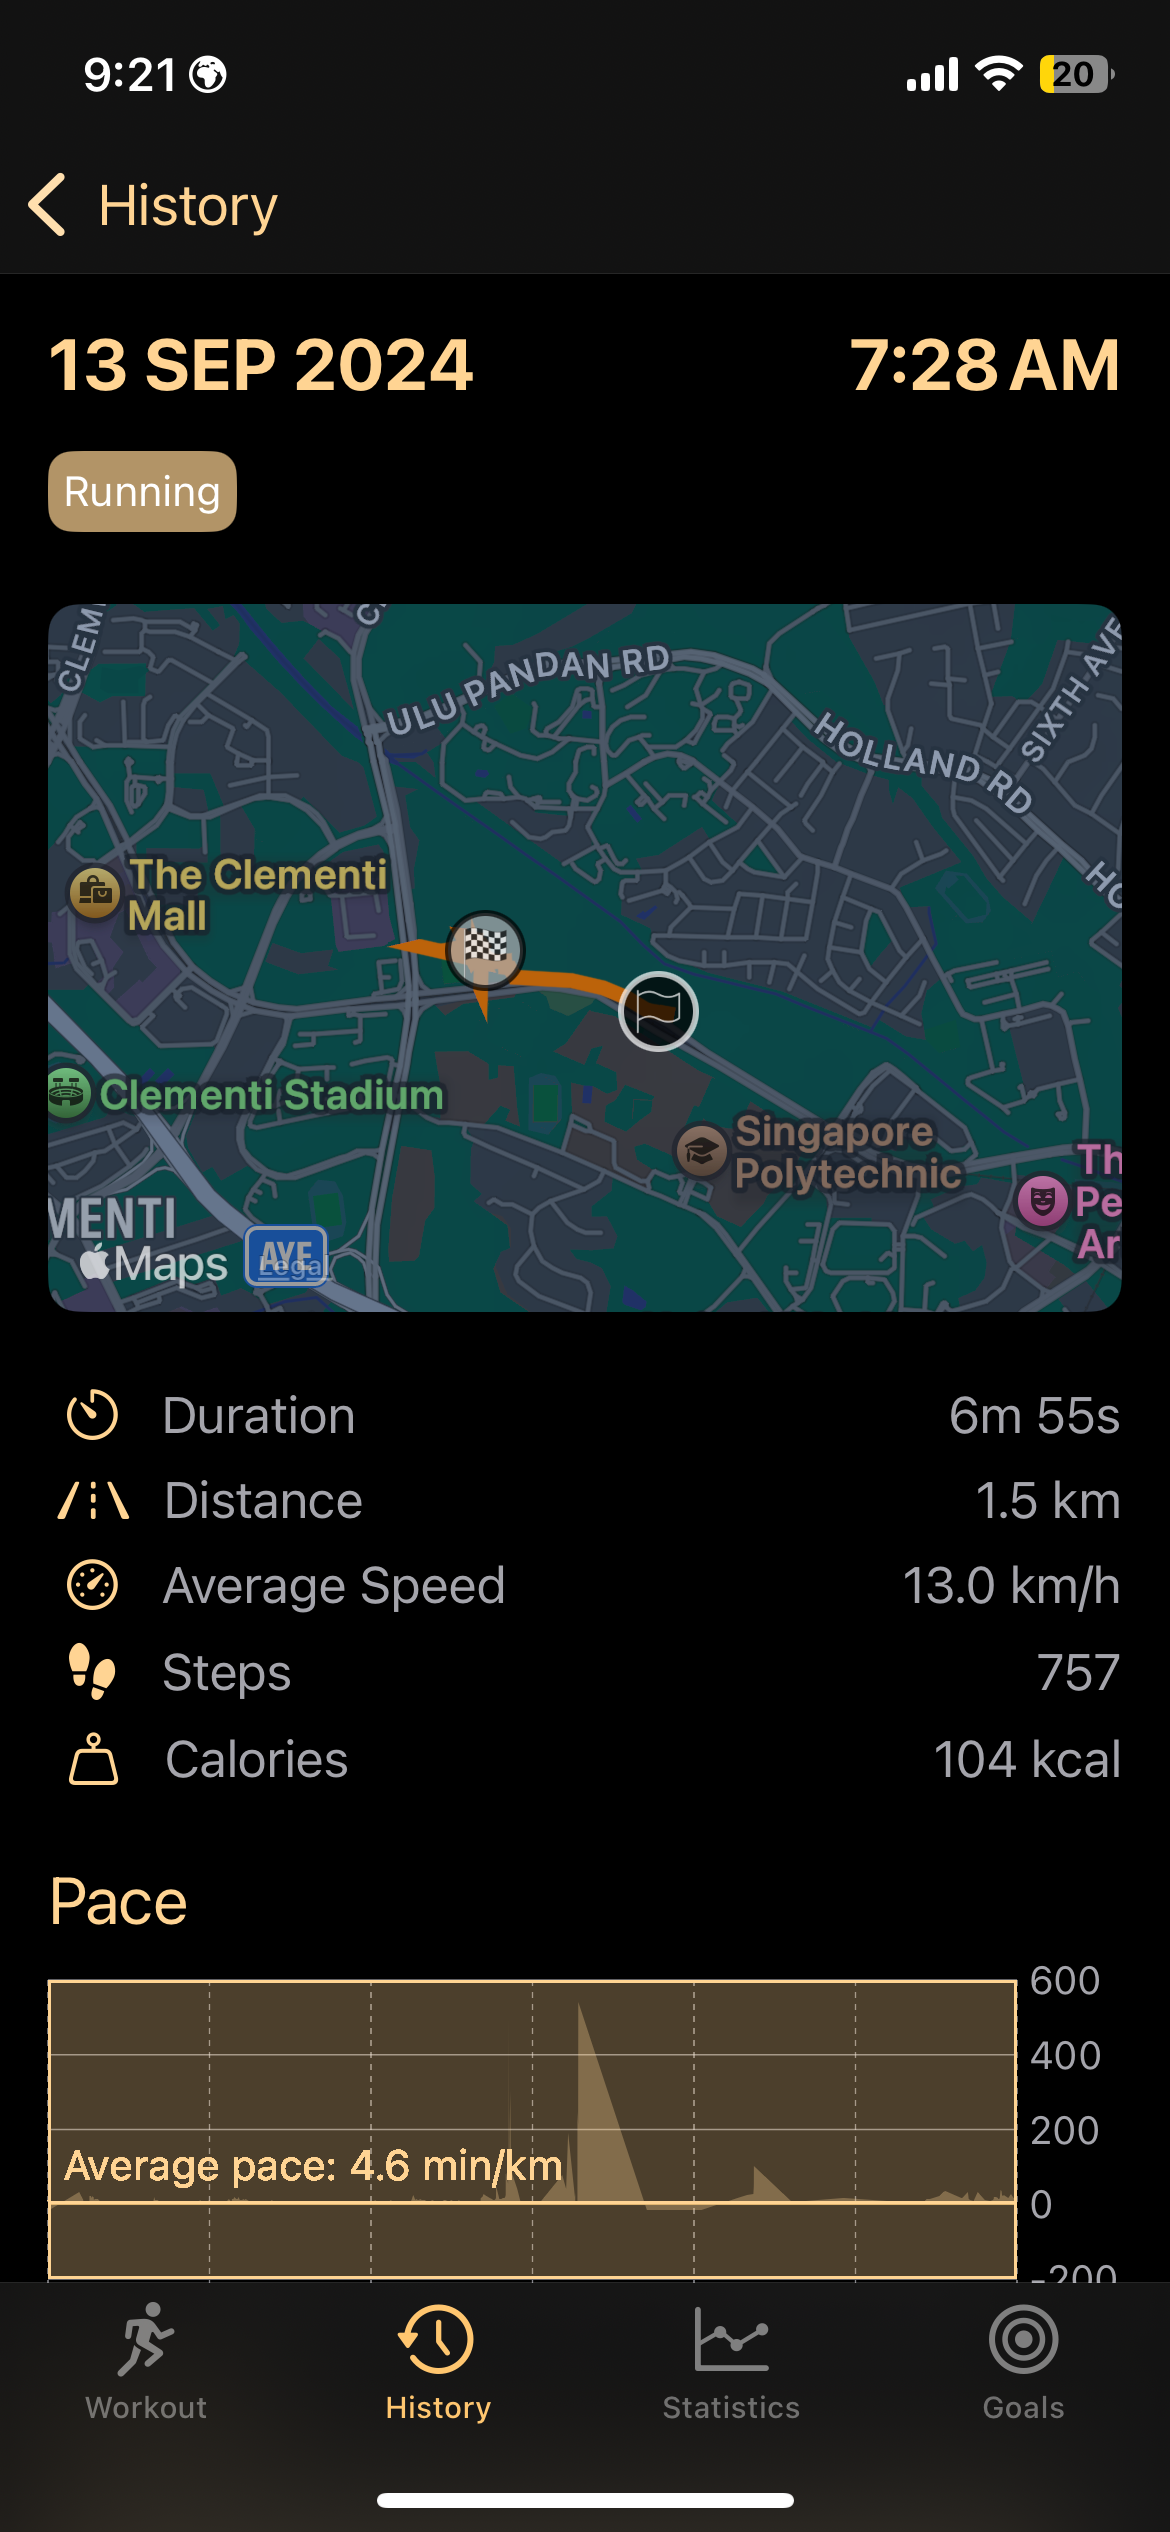 9:21
20
History
13 SEP 2024
7:28 AM
Running
CLEM
ULU PANDAN RD
HOLLAND RD
SIXTH AVE
HO
The Clementi
Mall
Clementi Stadium
Singapore
Polytechnic
Th
Pe
Ar
MENTI
Maps
AYE
Legal
Duration
6m 55s
Distance
1.5 km
Average Speed
13.0 km/h
Steps
757
Calories
104 kcal
Pace
600
400
200
Average pace: 4.6 min/km
0
-200
Workout
History
Statistics
Goals